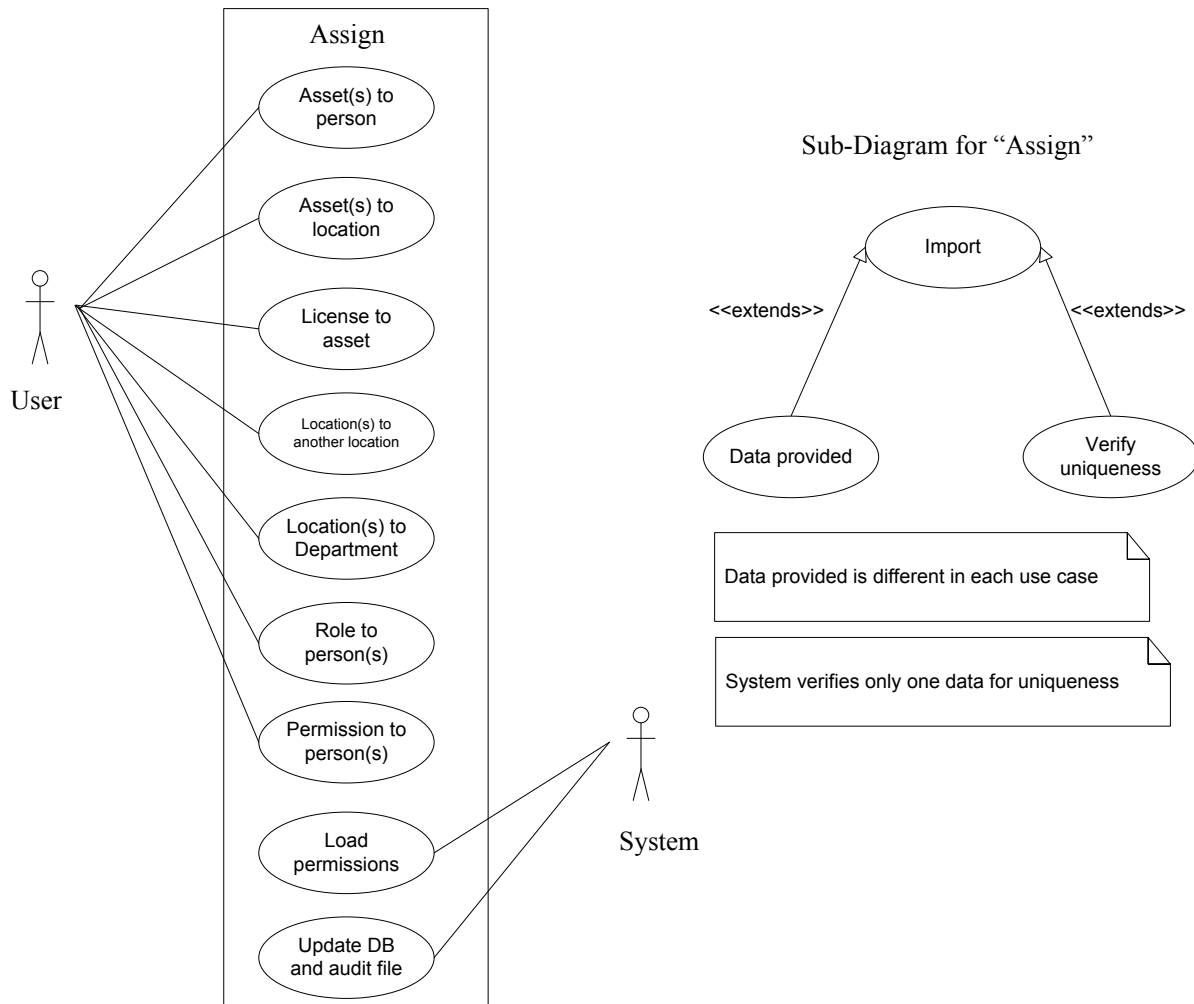 Assign
Asset(s) to
person
Asset(s) to
location
License to
asset
Location(s) to
another location
Location(s) to
Department
Role to
person(s)
Permission to
person(s)
Load
permissions
Update DB
and audit file
User
System
Sub-Diagram for “Assign”
Import
<<extends>>
<<extends>>
Data provided
Verify
uniqueness
Data provided is different in each use case
System verifies only one data for uniqueness